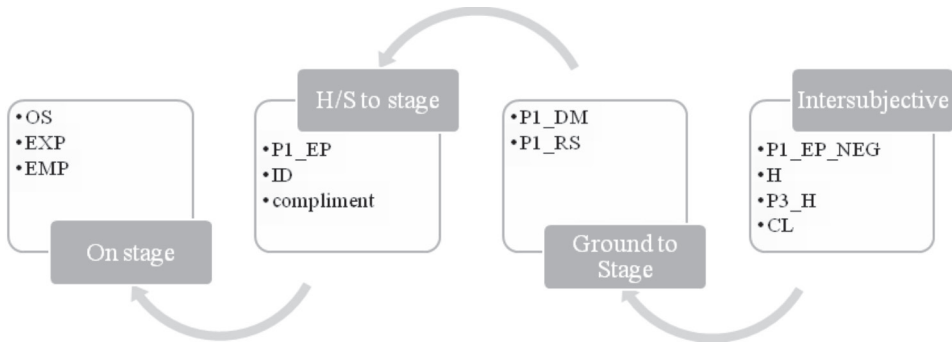 •OS
•EXP
•EMP
On stage
H/S to stage
•P1_EP
•ID
•compliment
•P1_DM
•P1_RS
Ground to
Stage
Intersubjective
•P1_EP_NEG
•H
•P3_H
•CL